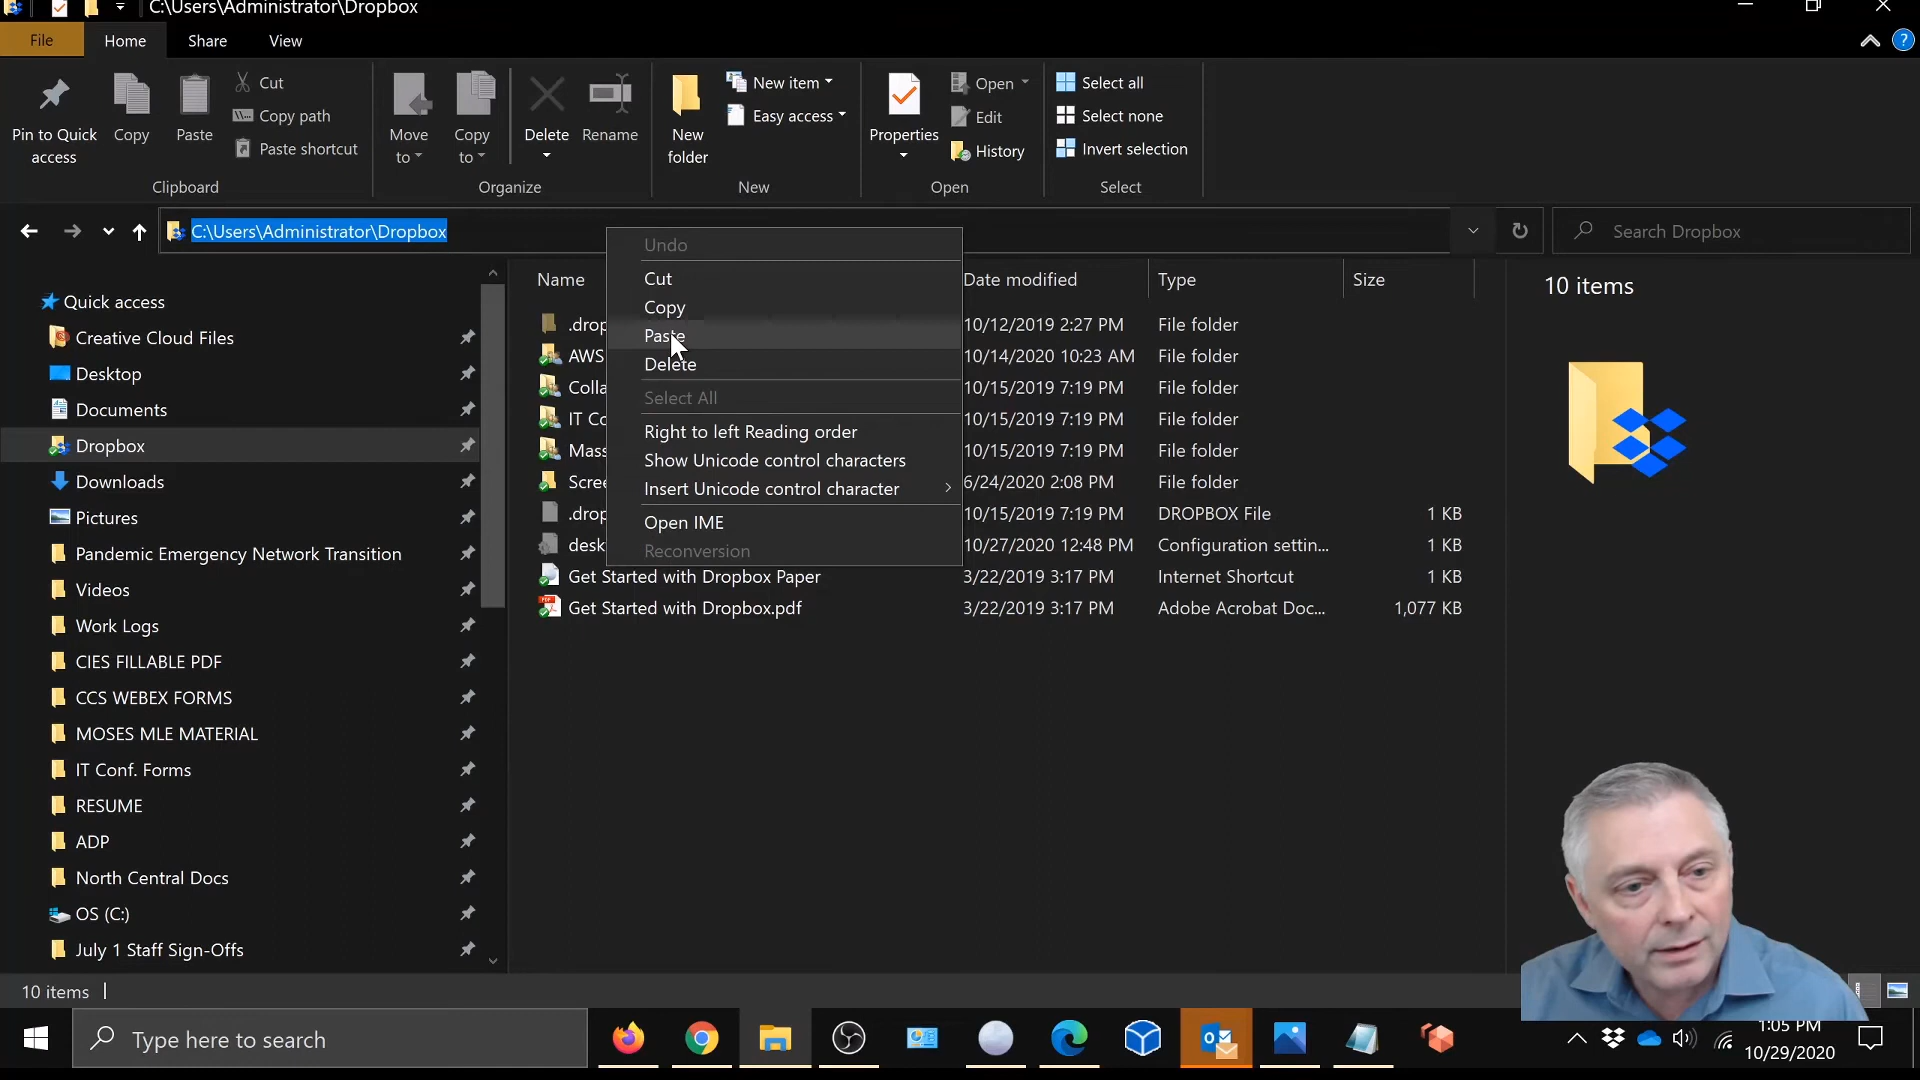 C:\Users\Administrator\Dropbox
File Home Share View
Pin to Quick access
Copy
Paste
Cut
Copy path
Paste shortcut
Clipboard
Move to
Copy to
Delete
Rename
Organize
New folder
New item
Easy access
New
Properties
Open
Edit
History
Open
Select all
Select none
Invert selection
Select
C:\Users\Administrator\Dropbox
Search Dropbox
Undo
Cut
Copy
Paste
Delete
Select All
Right to left Reading order
Show Unicode control characters
Insert Unicode control character
Open IME
Reconversion
Quick access
Creative Cloud Files
Desktop
Documents
Dropbox
Downloads
Pictures
Pandemic Emergency Network Transition
Videos
Work Logs
CIES FILLABLE PDF
CCS WEBEX FORMS
MOSES MLE MATERIAL
IT Conf. Forms
RESUME
ADP
North Central Docs
OS (C:)
July 1 Staff Sign-Offs
Name Date modified Type Size
.drop 10/12/2019 2:27 PM File folder
AWS 10/14/2020 10:23 AM File folder
Colla 10/15/2019 7:19 PM File folder
IT Co 10/15/2019 7:19 PM File folder
Mass 10/15/2019 7:19 PM File folder
Scree 6/24/2020 2:08 PM File folder
.drop 10/15/2019 7:19 PM DROPBOX File 1 KB
desk 10/27/2020 12:48 PM Configuration settin... 1 KB
Get Started with Dropbox Paper 3/22/2019 3:17 PM Internet Shortcut 1 KB
Get Started with Dropbox.pdf 3/22/2019 3:17 PM Adobe Acrobat Doc... 1,077 KB
10 items
10 items
Type here to search
1:05 PM
10/29/2020